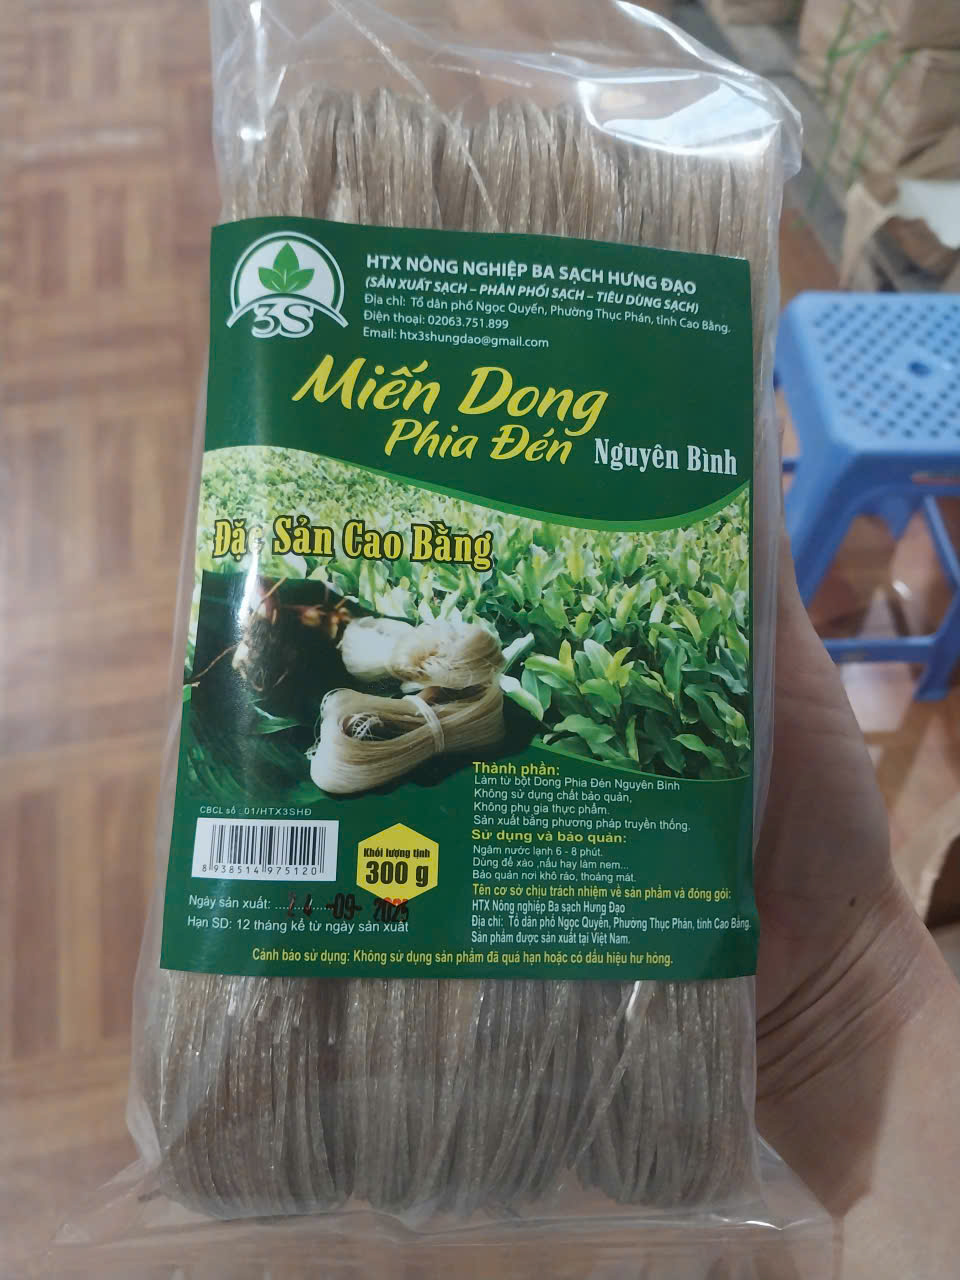 3S
HTX NÔNG NGHIỆP BA SẠCH HƯNG ĐẠO
(SẢN XUẤT SẠCH – PHÂN PHỐI SẠCH – TIÊU DÙNG SẠCH)
Địa chỉ: Tổ dân phố Ngọc Quyến, Phường Thục Phán, tỉnh Cao Bằng.
Điện thoại: 02063.751.899
Email: htx3shungdao@gmail.com
Miến Dong
Phia Đén Nguyên Bình
Đặc Sản Cao Bằng
Thành phần:
Làm từ bột Dong Phia Đén Nguyên Bình
Không sử dụng chất bảo quản,
Không phụ gia thực phẩm.
Sản xuất bằng phương pháp truyền thống.
Sử dụng và bảo quản:
Ngâm nước lạnh 6 - 8 phút.
Dùng để xào ,nấu hay làm nem...
Bảo quản nơi khô ráo, thoáng mát.
Tên cơ sở chịu trách nhiệm về sản phẩm và đóng gói:
HTX Nông nghiệp Ba sạch Hưng Đạo
Địa chỉ: Tổ dân phố Ngọc Quyến, Phường Thục Phán, tỉnh Cao Bằng.
Sản phẩm được sản xuất tại Việt Nam.
CBCL số : 01/HTX3SHĐ
8 938514 975120
Khối lượng tịnh
300 g
Ngày sản xuất: ....../....../...... 24 -09- 2025
Hạn SD: 12 tháng kể từ ngày sản xuất
Cảnh báo sử dụng: Không sử dụng sản phẩm đã quá hạn hoặc có dấu hiệu hư hỏng.